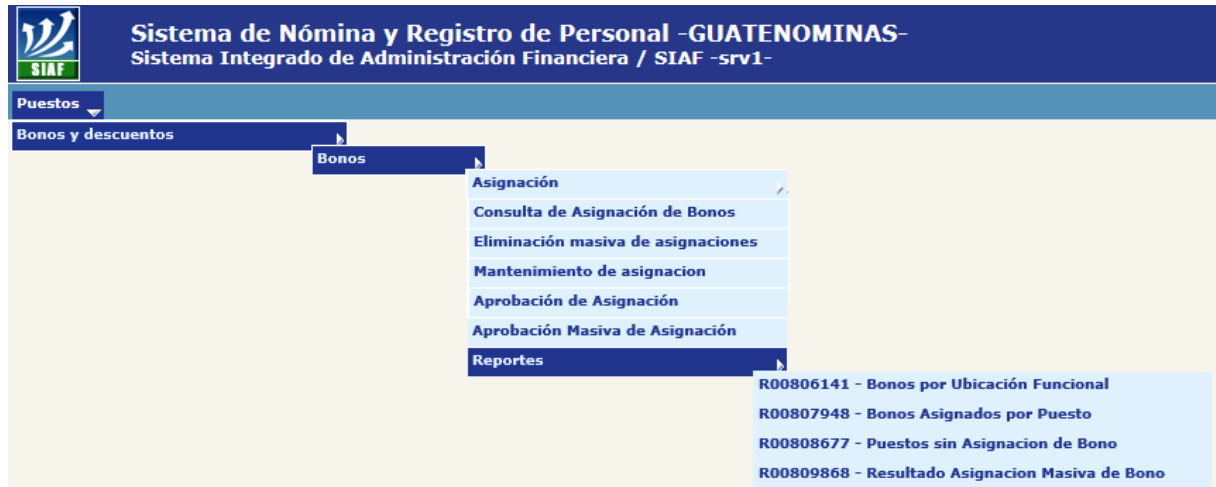 SIAF
Sistema de Nómina y Registro de Personal -GUATENOMINAS-
Sistema Integrado de Administración Financiera / SIAF -srv1-
Puestos
Bonos y descuentos
Bonos
Asignación
Consulta de Asignación de Bonos
Eliminación masiva de asignaciones
Mantenimiento de asignacion
Aprobación de Asignación
Aprobación Masiva de Asignación
Reportes
R00806141 - Bonos por Ubicación Funcional
R00807948 - Bonos Asignados por Puesto
R00808677 - Puestos sin Asignacion de Bono
R00809868 - Resultado Asignacion Masiva de Bono